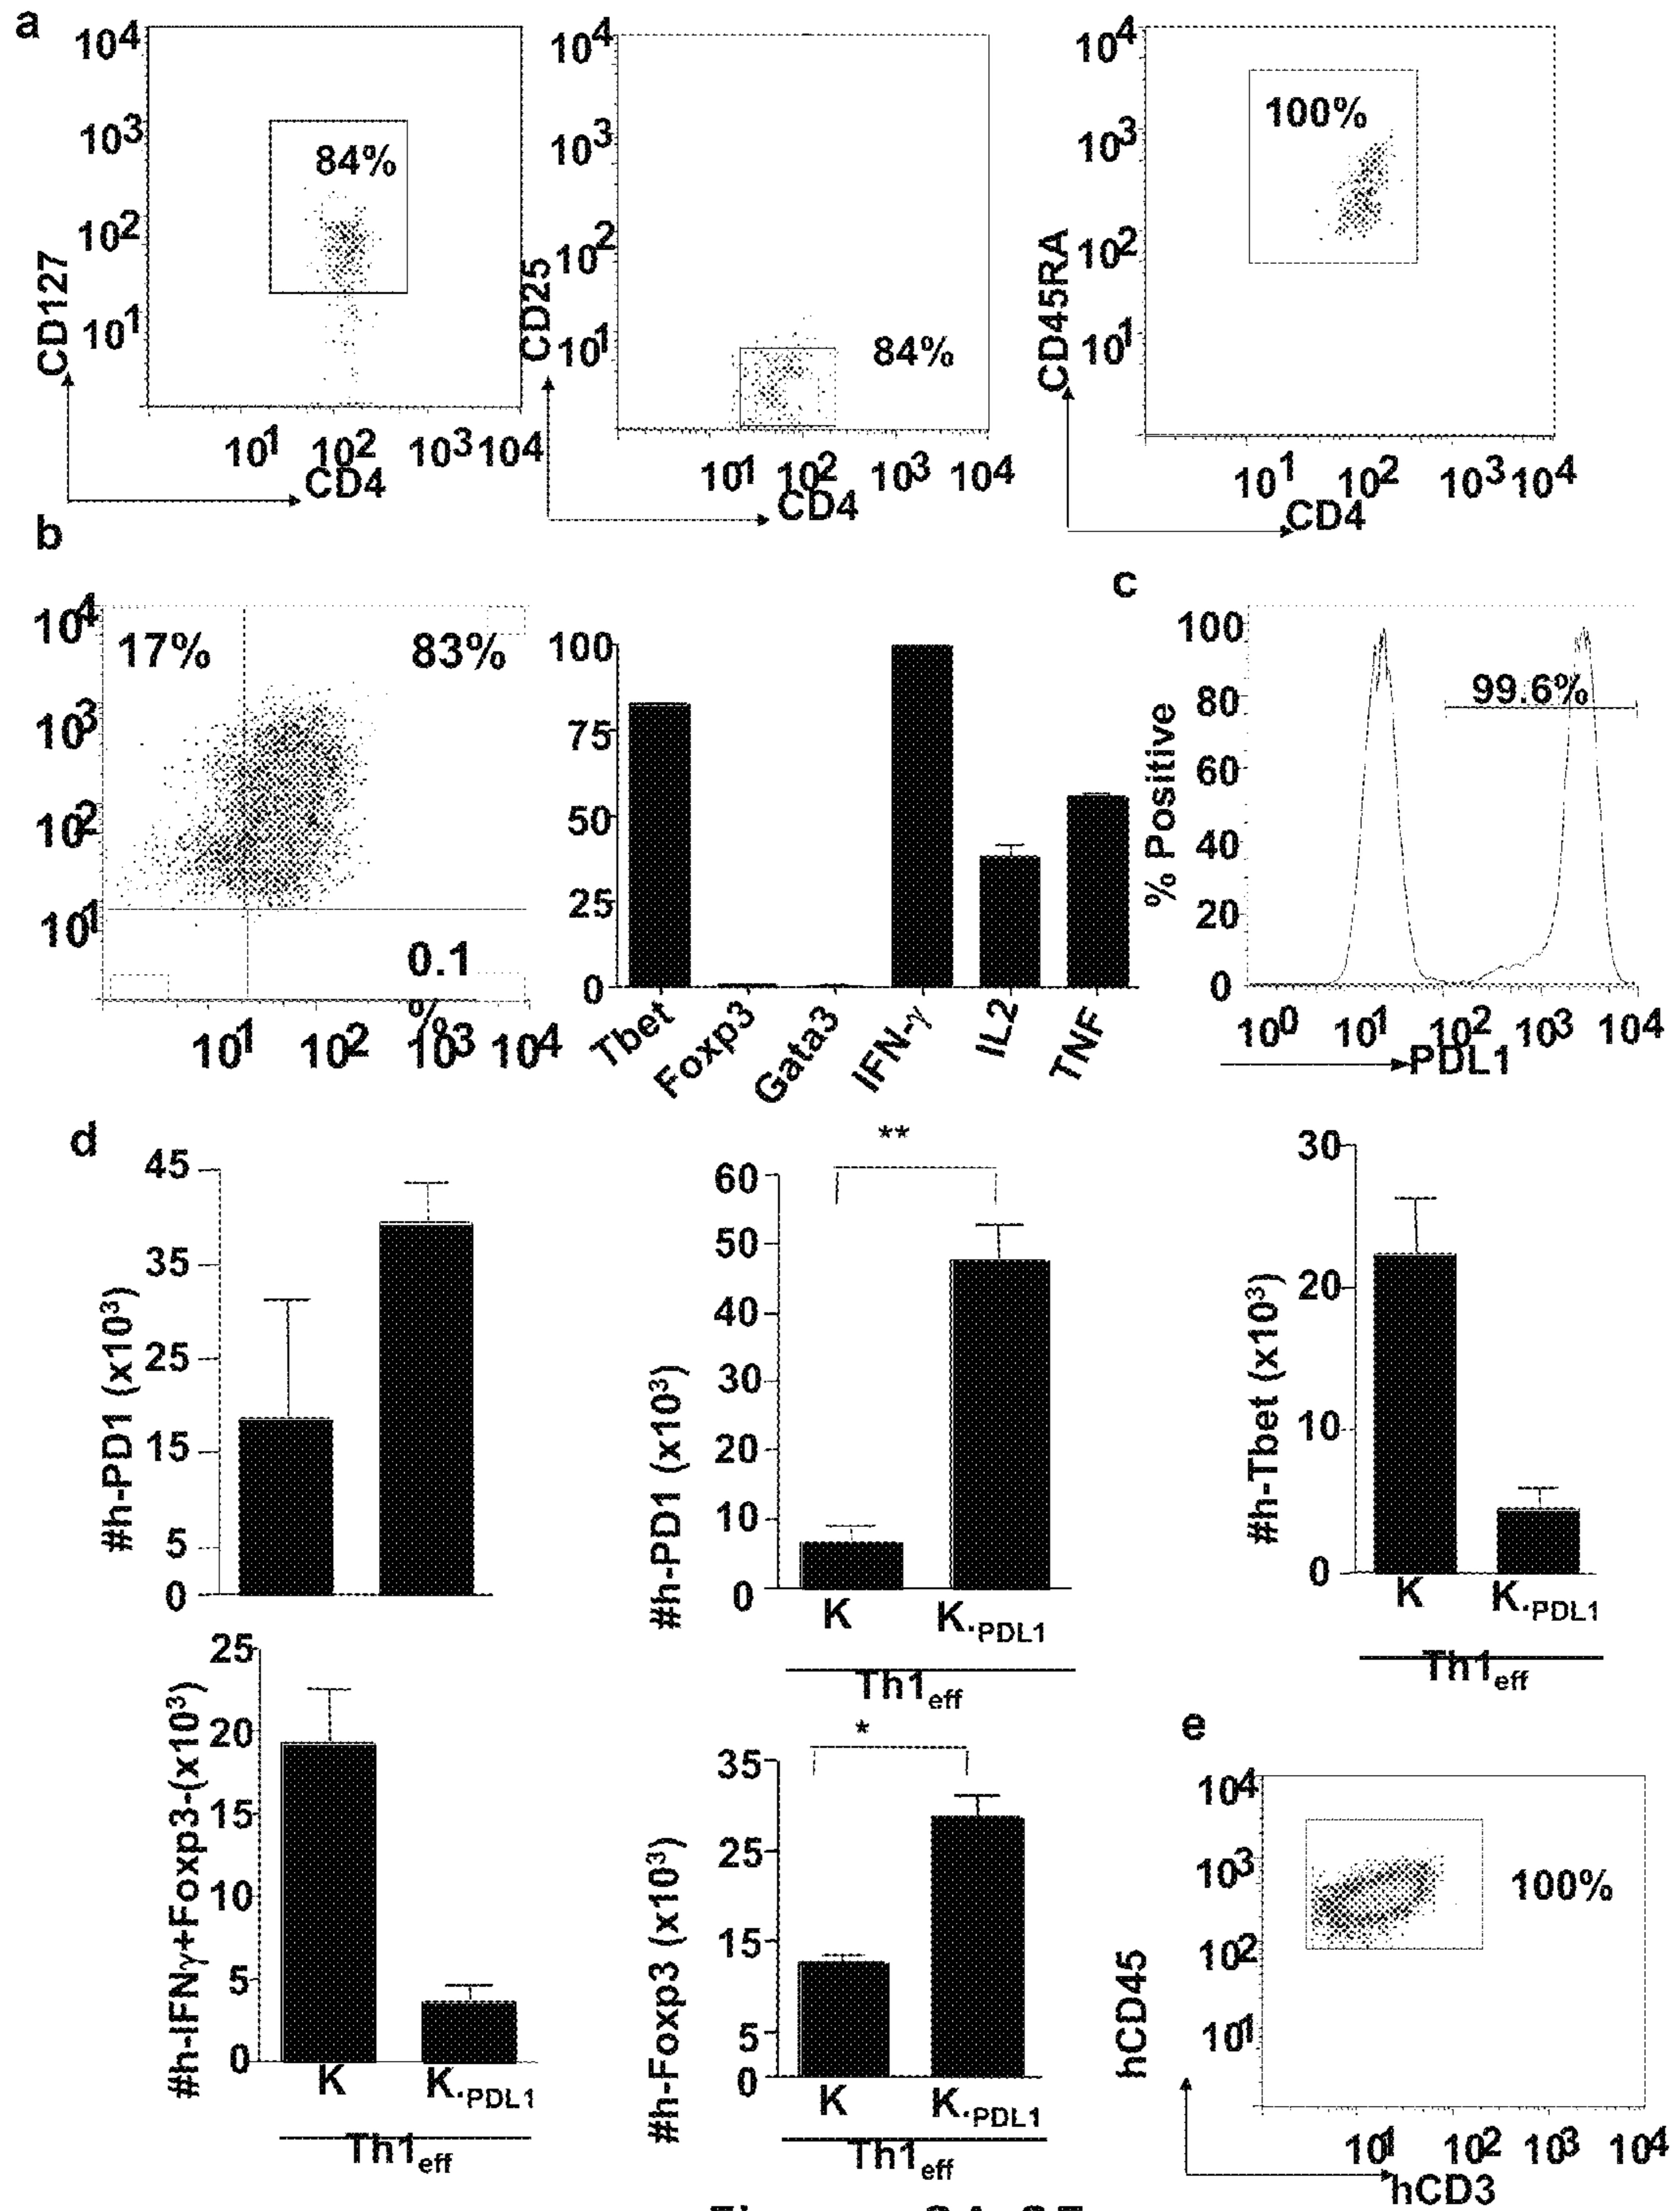 a
10⁴
10³
10²
10¹
84%
CD127
10¹ 10² 10³ 10⁴
CD4
10⁴
10³
10²
10¹
84%
CD25
10¹ 10² 10³ 10⁴
CD4
10⁴
10³
10²
10¹
100%
CD45RA
10¹ 10² 10³ 10⁴
CD4
b
10⁴
10³
10²
10¹
17% 83%
0.1
%
10¹ 10² 10³ 10⁴
100
75
50
25
0
Tbet Foxp3 Gata3 IFN-γ IL2 TNF
c
100
80
60
40
20
0
% Positive
99.6%
10⁰ 10¹ 10² 10³ 10⁴
PDL1
d
45
35
25
15
5
0
#h-PD1 (x10³)
**
60
50
40
30
20
10
0
#h-PD1 (x10³)
K K.PDL1
Th1eff
30
20
10
0
#h-Tbet (x10³)
K K.PDL1
Th1eff
25
20
15
10
5
0
#h-IFNγ+Foxp3-(x10³)
K K.PDL1
Th1eff
*
35
25
15
5
0
#h-Foxp3 (x10³)
K K.PDL1
Th1eff
e
10⁴
10³
10²
10¹
100%
hCD45
10¹ 10² 10³ 10⁴
hCD3